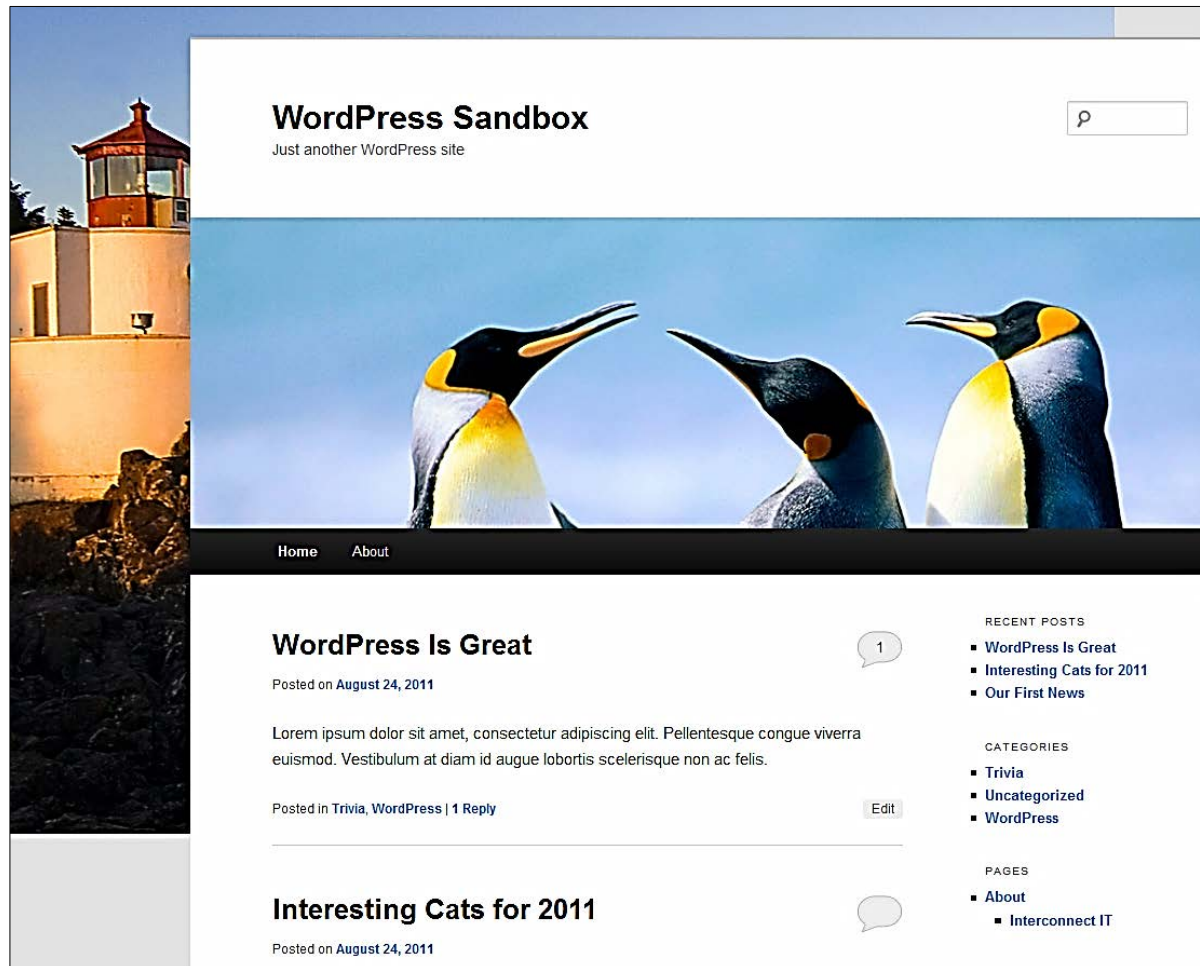 WordPress Sandbox
Just another WordPress site
Home About
WordPress Is Great
1
Posted on August 24, 2011
Lorem ipsum dolor sit amet, consectetur adipiscing elit. Pellentesque congue viverra
euismod. Vestibulum at diam id augue lobortis scelerisque non ac felis.
Posted in Trivia, WordPress | 1 Reply
Edit
Interesting Cats for 2011
Posted on August 24, 2011
RECENT POSTS
WordPress Is Great
Interesting Cats for 2011
Our First News
CATEGORIES
Trivia
Uncategorized
WordPress
PAGES
About
Interconnect IT